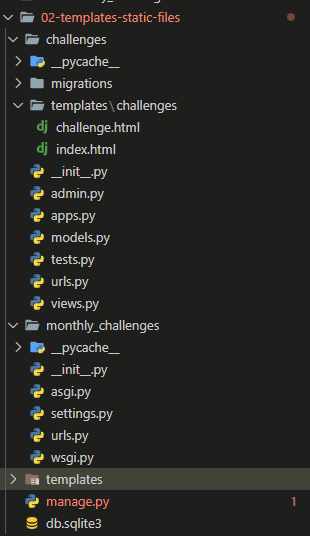 02-templates-static-files
challenges
__pycache__
migrations
templates\challenges
challenge.html
index.html
__init__.py
admin.py
apps.py
models.py
tests.py
urls.py
views.py
monthly_challenges
__pycache__
__init__.py
asgi.py
settings.py
urls.py
wsgi.py
templates
manage.py 1
db.sqlite3